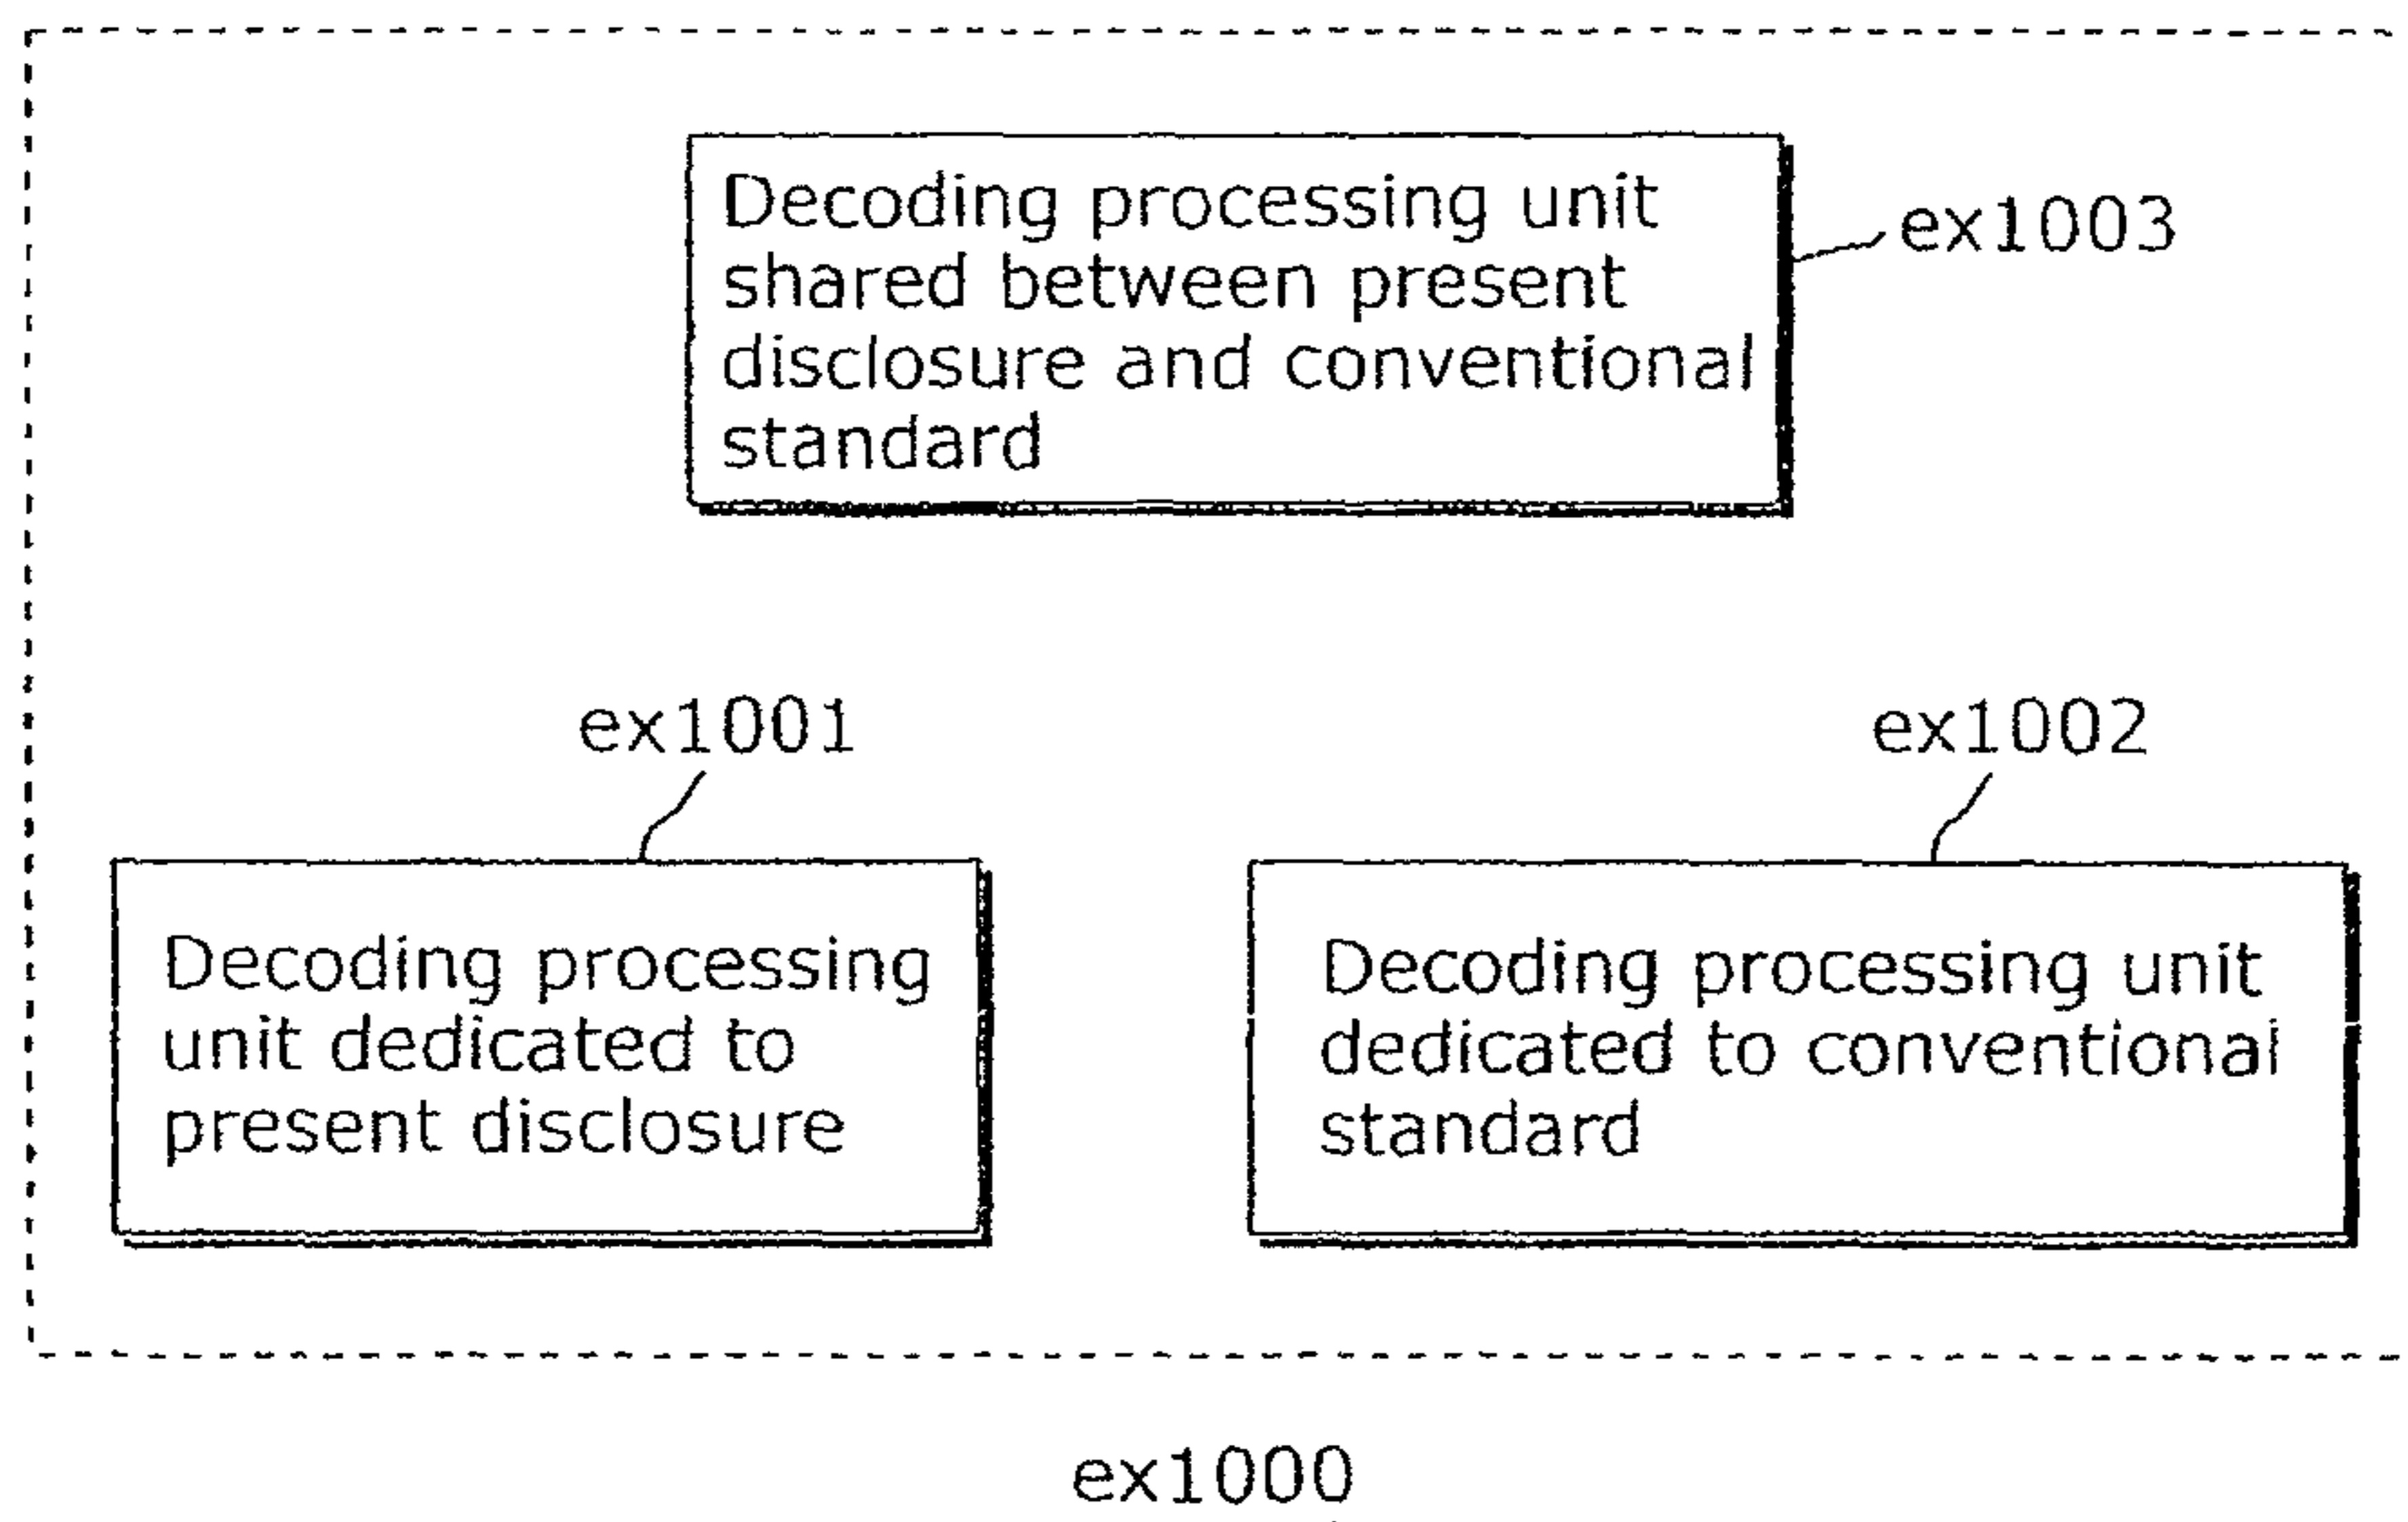 Decoding processing unit
shared between present
disclosure and conventional
standard
ex1003
ex1001
ex1002
Decoding processing
unit dedicated to
present disclosure
Decoding processing unit
dedicated to conventional
standard
ex1000